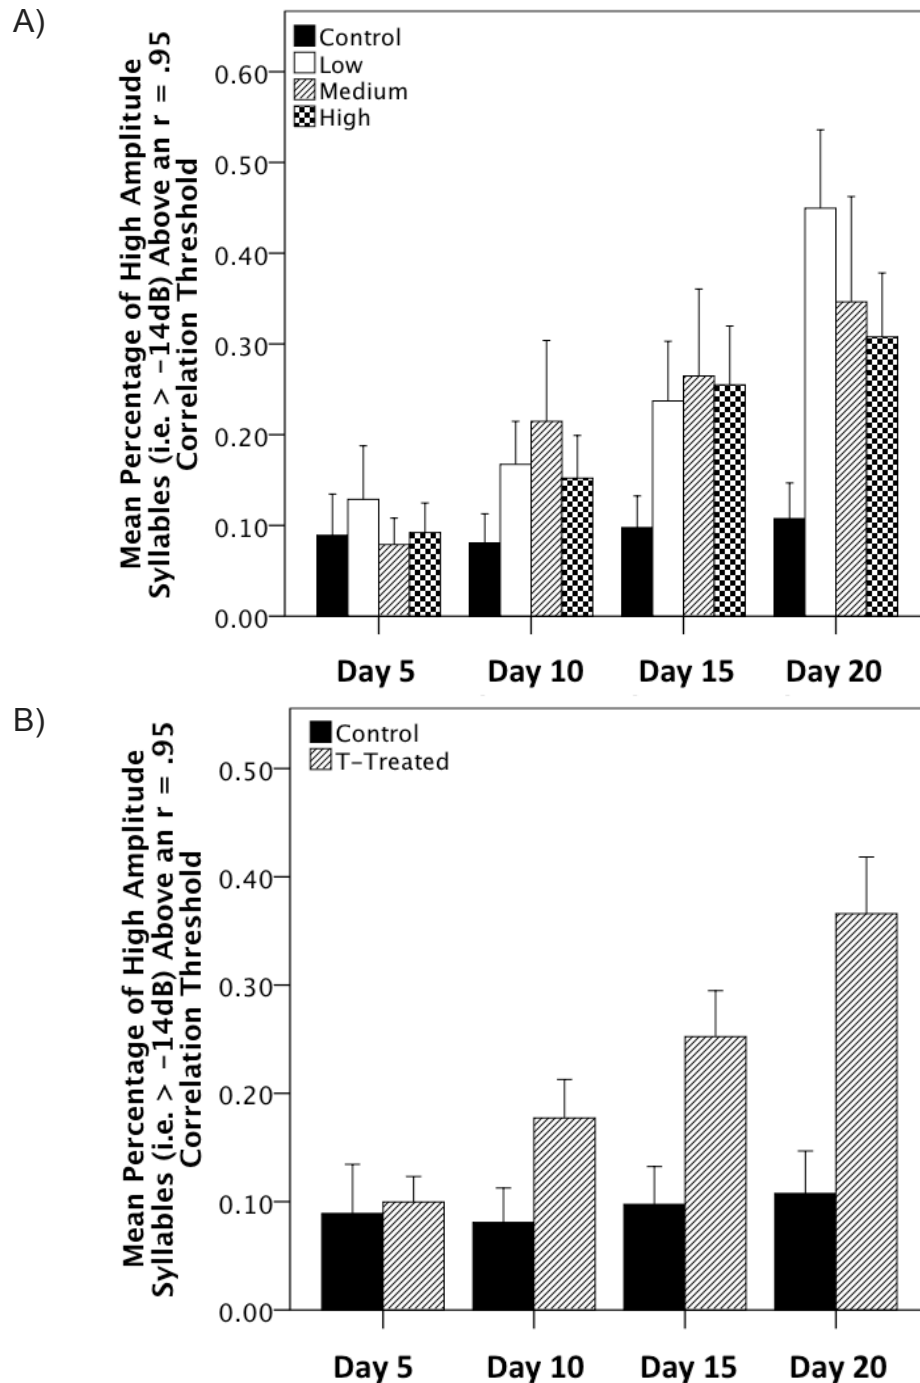 A)
Mean Percentage of High Amplitude
Syllables (i.e. > −14dB) Above an r = .95
Correlation Threshold
Control
Low
Medium
High
0.60
0.50
0.40
0.30
0.20
0.10
0.00
Day 5 Day 10 Day 15 Day 20
B)
Mean Percentage of High Amplitude
Syllables (i.e. > −14dB) Above an r = .95
Correlation Threshold
Control
T−Treated
0.50
0.40
0.30
0.20
0.10
0.00
Day 5 Day 10 Day 15 Day 20